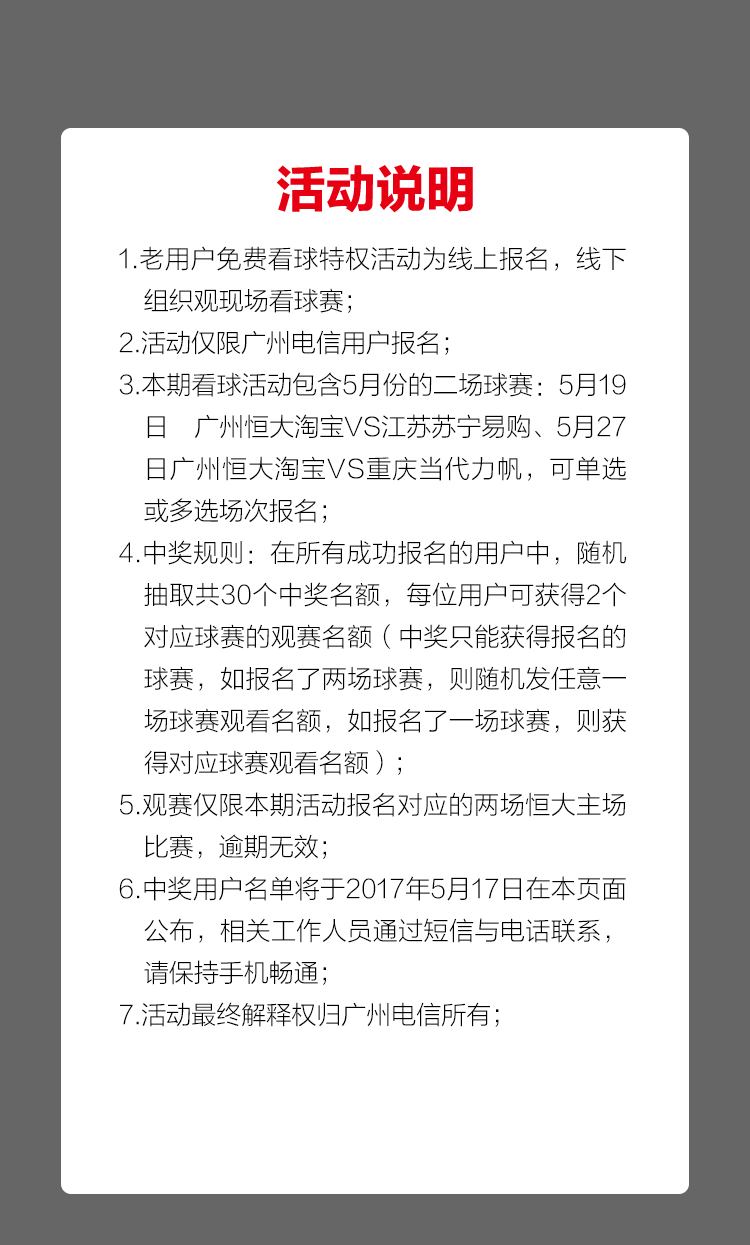 活动说明
1.老用户免费看球特权活动为线上报名，线下
组织观现场看球赛；
2.活动仅限广州电信用户报名；
3.本期看球活动包含5月份的二场球赛：5月19
日　广州恒大淘宝VS江苏苏宁易购、5月27
日广州恒大淘宝VS重庆当代力帆，可单选
或多选场次报名；
4.中奖规则：在所有成功报名的用户中，随机
抽取共30个中奖名额，每位用户可获得2个
对应球赛的观赛名额（中奖只能获得报名的
球赛，如报名了两场球赛，则随机发任意一
场球赛观看名额，如报名了一场球赛，则获
得对应球赛观看名额）；
5.观赛仅限本期活动报名对应的两场恒大主场
比赛，逾期无效；
6.中奖用户名单将于2017年5月17日在本页面
公布，相关工作人员通过短信与电话联系，
请保持手机畅通；
7.活动最终解释权归广州电信所有；